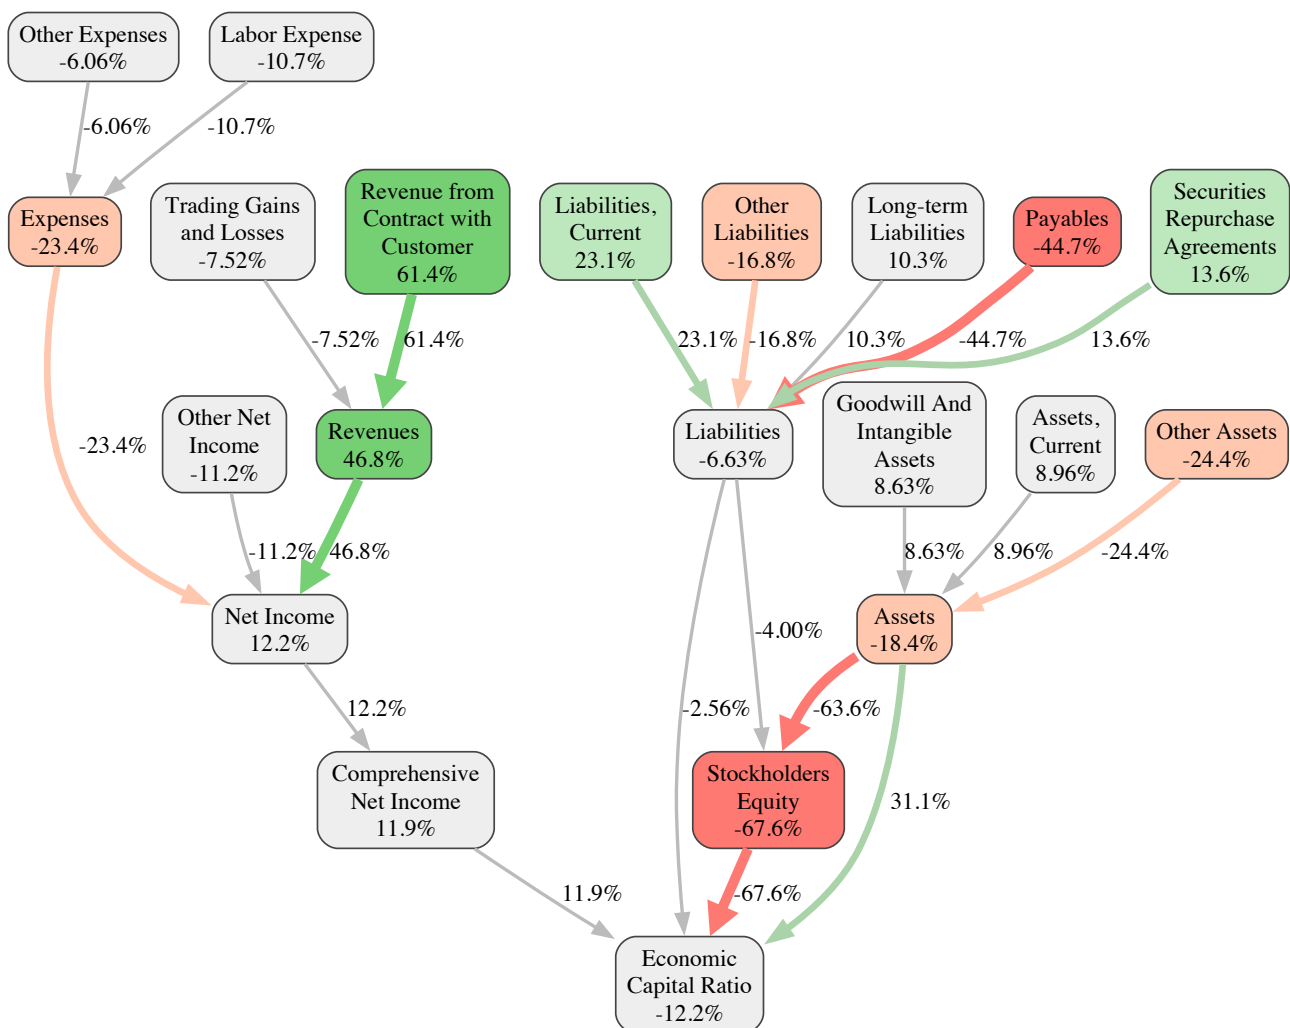 Other Expenses
-6.06%
Labor Expense
-10.7%
-6.06%
-10.7%
Expenses
-23.4%
Trading Gains
and Losses
-7.52%
Revenue from
Contract with
Customer
61.4%
Liabilities,
Current
23.1%
Other
Liabilities
-16.8%
Long-term
Liabilities
10.3%
Payables
-44.7%
Securities
Repurchase
Agreements
13.6%
-7.52%
61.4%
23.1%
-16.8%
10.3%
-44.7%
13.6%
-23.4%
Other Net
Income
-11.2%
Revenues
46.8%
Liabilities
-6.63%
Goodwill And
Intangible
Assets
8.63%
Assets,
Current
8.96%
Other Assets
-24.4%
-11.2%
46.8%
8.63%
8.96%
-24.4%
Net Income
12.2%
-4.00%
Assets
-18.4%
12.2%
-2.56%
-63.6%
Comprehensive
Net Income
11.9%
Stockholders
Equity
-67.6%
31.1%
11.9%
-67.6%
Economic
Capital Ratio
-12.2%